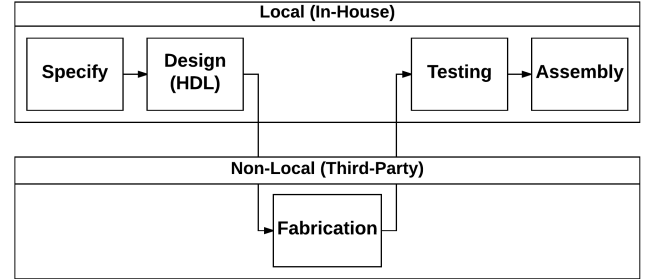 Local (In-House)
Specify
Design
(HDL)
Testing
Assembly
Non-Local (Third-Party)
Fabrication